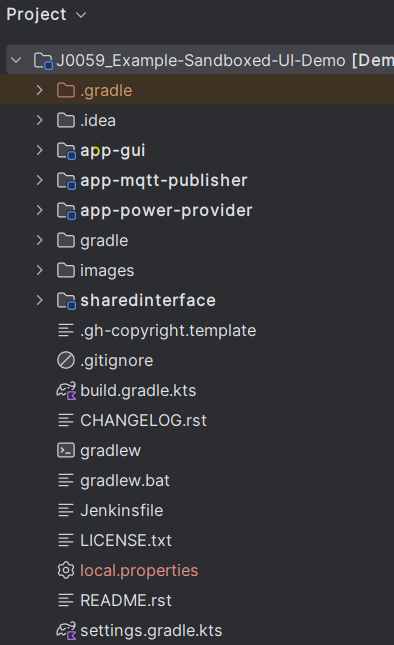 Project
J0059_Example-Sandboxed-UI-Demo [Dem
.gradle
.idea
app-gui
app-mqtt-publisher
app-power-provider
gradle
images
sharedinterface
.gh-copyright.template
.gitignore
build.gradle.kts
CHANGELOG.rst
gradlew
gradlew.bat
Jenkinsfile
LICENSE.txt
local.properties
README.rst
settings.gradle.kts